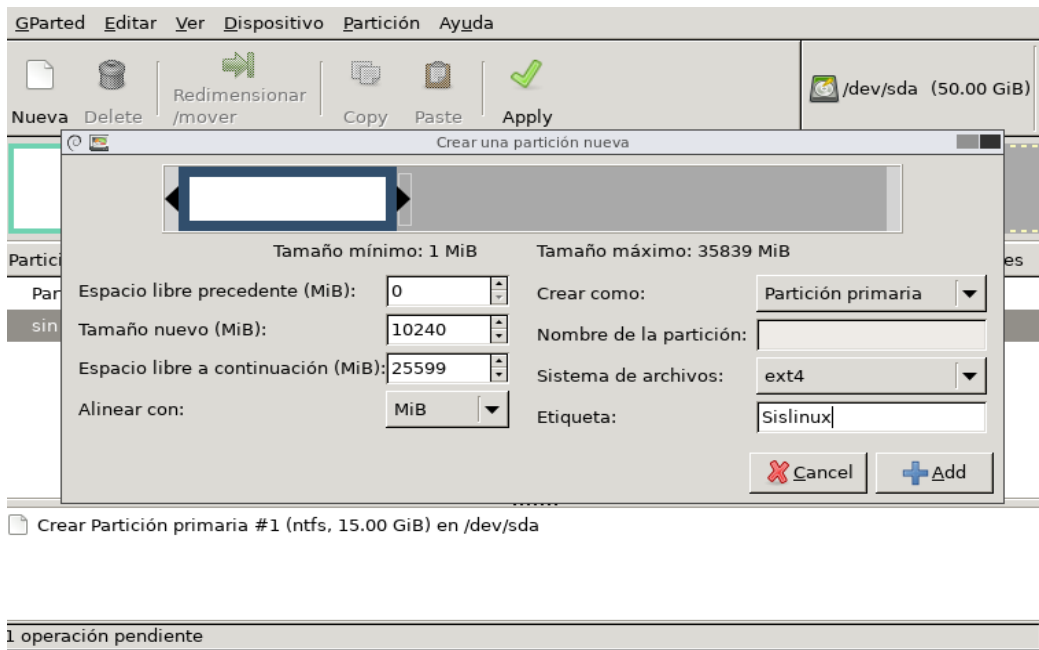 GParted Editar Ver Dispositivo Partición Ayuda
Nueva Delete Redimensionar
/mover Copy Paste Apply
/dev/sda (50.00 GiB)
Crear una partición nueva
Tamaño mínimo: 1 MiB Tamaño máximo: 35839 MiB
Partici
es
Par
sin
Espacio libre precedente (MiB): 0
Tamaño nuevo (MiB): 10240
Espacio libre a continuación (MiB): 25599
Alinear con: MiB
Crear como: Partición primaria
Nombre de la partición:
Sistema de archivos: ext4
Etiqueta: Sislinux
Cancel Add
Crear Partición primaria #1 (ntfs, 15.00 GiB) en /dev/sda
1 operación pendiente